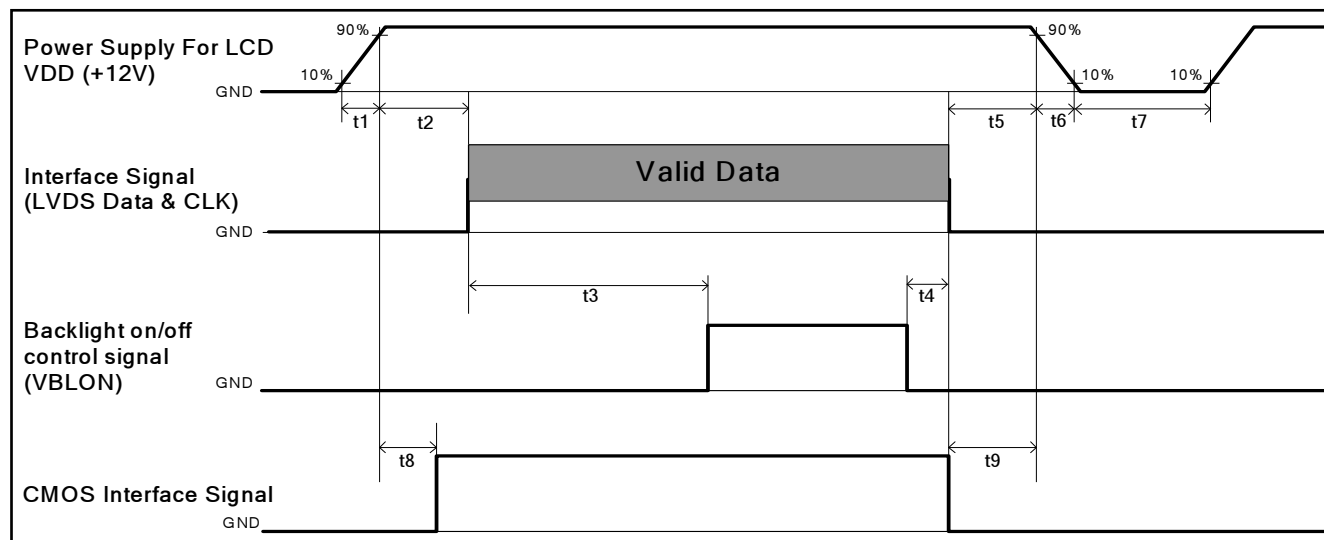 Power Supply For LCD
VDD (+12V)
90%
90%
10%
10%
10%
GND
t1
t2
t5
t6
t7
Interface Signal
(LVDS Data & CLK)
Valid Data
GND
t3
t4
Backlight on/off
control signal
(VBLON)
GND
t8
t9
CMOS Interface Signal
GND